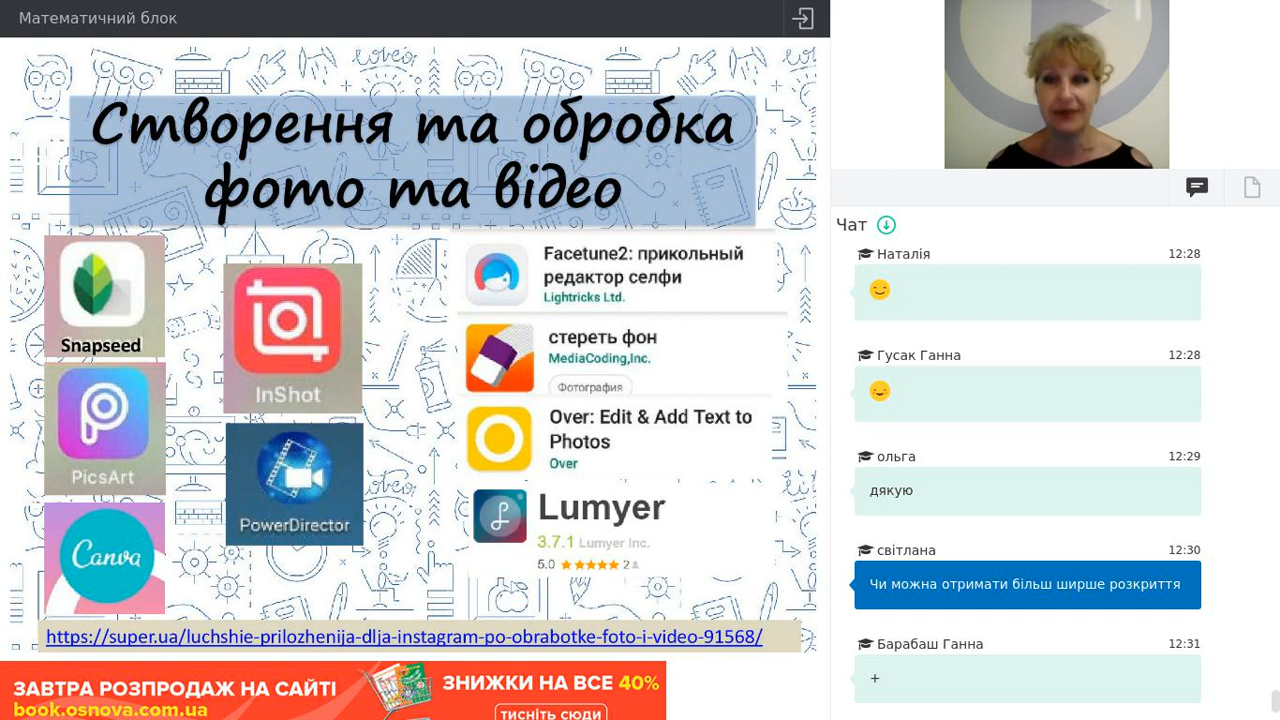 Математичний блок
Створення та обробка
фото та відео
Snapseed
PicsArt
Canva
InShot
PowerDirector
Facetune2: прикольный
редактор селфи
Lightricks Ltd.
стереть фон
MediaCoding,Inc.
Фотография
Over: Edit & Add Text to
Photos
Over
Lumyer
3.7.1 Lumyer Inc.
5.0 ★★★★★ 2
https://super.ua/luchshie-prilozhenija-dlja-instagram-po-obrabotke-foto-i-video-91568/
ЗАВТРА РОЗПРОДАЖ НА САЙТІ
book.osnova.com.ua
ЗНИЖКИ НА ВСЕ 40%
тисніть сюди
Чат
Наталія 12:28
Гусак Ганна 12:28
ольга 12:29
дякую
світлана 12:30
Чи можна отримати більш ширше розкриття
Барабаш Ганна 12:31
+